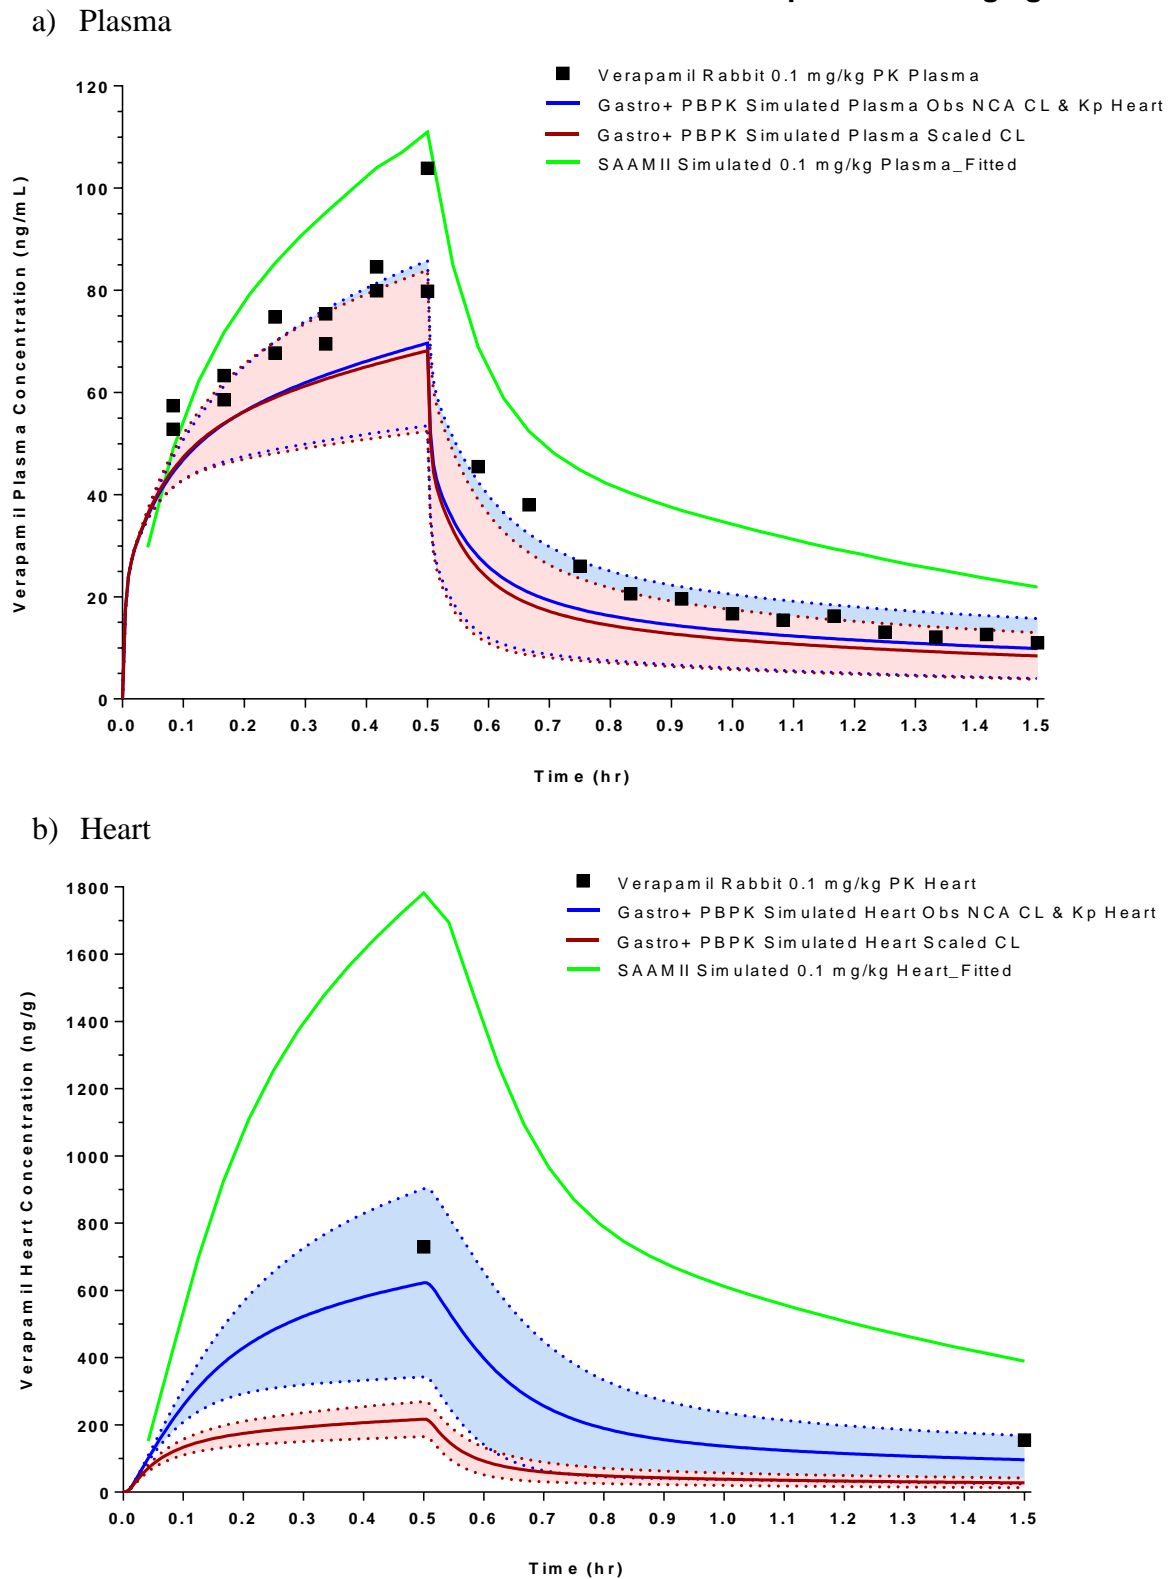 a) Plasma
Verapamil Rabbit 0.1 mg/kg PK Plasma
Gastro+ PBPK Simulated Plasma Obs NCA CL & Kp Heart
Gastro+ PBPK Simulated Plasma Scaled CL
SAAMII Simulated 0.1 mg/kg Plasma_Fitted
Verapamil Plasma Concentration (ng/mL)
120
100
80
60
40
20
0
0.0 0.1 0.2 0.3 0.4 0.5 0.6 0.7 0.8 0.9 1.0 1.1 1.2 1.3 1.4 1.5
Time (hr)
b) Heart
Verapamil Rabbit 0.1 mg/kg PK Heart
Gastro+ PBPK Simulated Heart Obs NCA CL & Kp Heart
Gastro+ PBPK Simulated Heart Scaled CL
SAAMII Simulated 0.1 mg/kg Heart_Fitted
Verapamil Heart Concentration (ng/g)
1800
1600
1400
1200
1000
800
600
400
200
0
0.0 0.1 0.2 0.3 0.4 0.5 0.6 0.7 0.8 0.9 1.0 1.1 1.2 1.3 1.4 1.5
Time (hr)